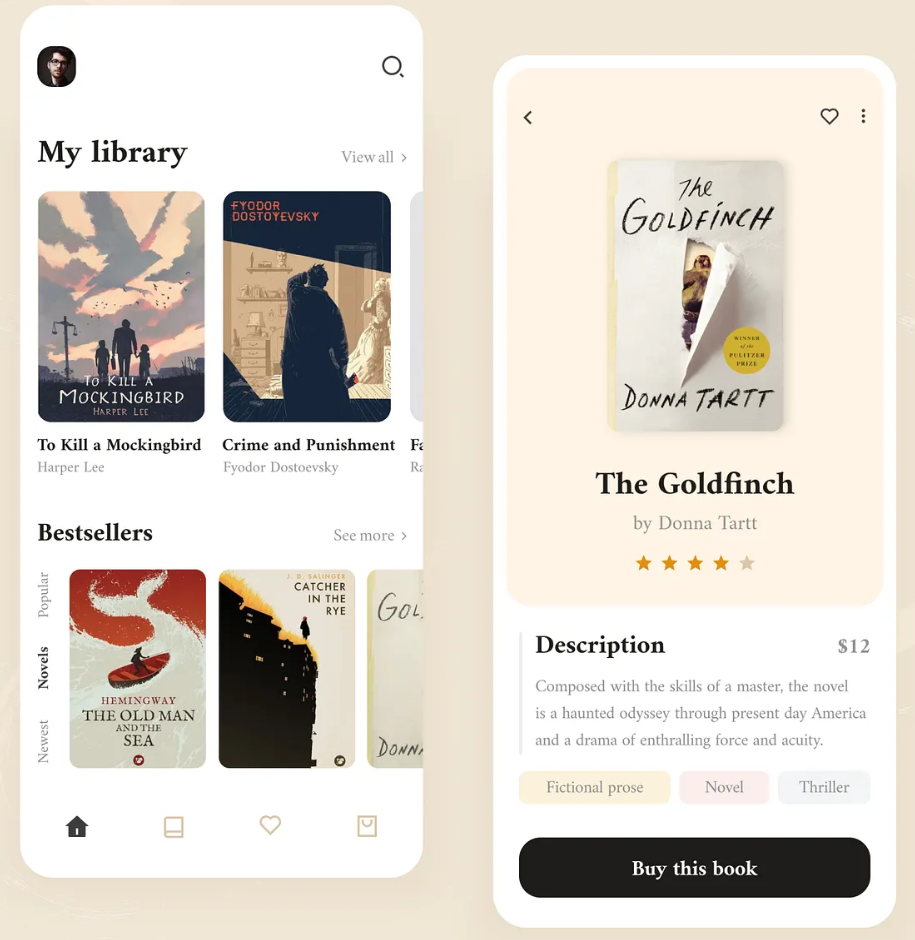 My library
View all
FYODOR
DOSTOYEVSKY
TO KILL A
MOCKINGBIRD
HARPER LEE
To Kill a Mockingbird
Harper Lee
Crime and Punishment
Fyodor Dostoevsky
Fa
Ra
Bestsellers
See more
Popular
Novels
Newest
HEMINGWAY
THE OLD MAN
AND THE
SEA
J. D. SALINGER
CATCHER
IN THE
RYE
GOL
DONN
The
GOLDFINCH
WINNER
of the
PULITZER
PRIZE
DONNA TARTT
The Goldfinch
by Donna Tartt
Description
$12
Composed with the skills of a master, the novel
is a haunted odyssey through present day America
and a drama of enthralling force and acuity.
Fictional prose
Novel
Thriller
Buy this book